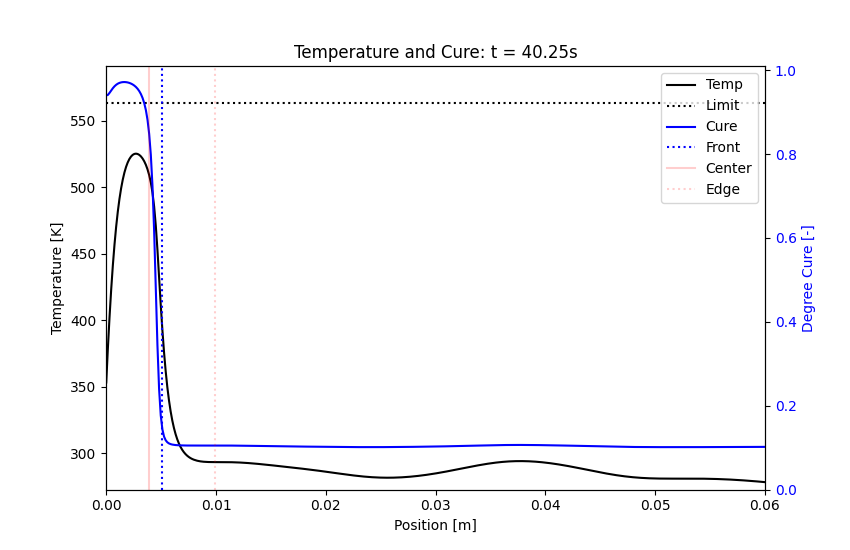 Temperature and Cure: t = 40.25s
Temp
Limit
Cure
Front
Center
Edge
Temperature [K]
550
500
450
400
350
300
Degree Cure [-]
1.0
0.8
0.6
0.4
0.2
0.0
0.00 0.01 0.02 0.03 0.04 0.05 0.06
Position [m]